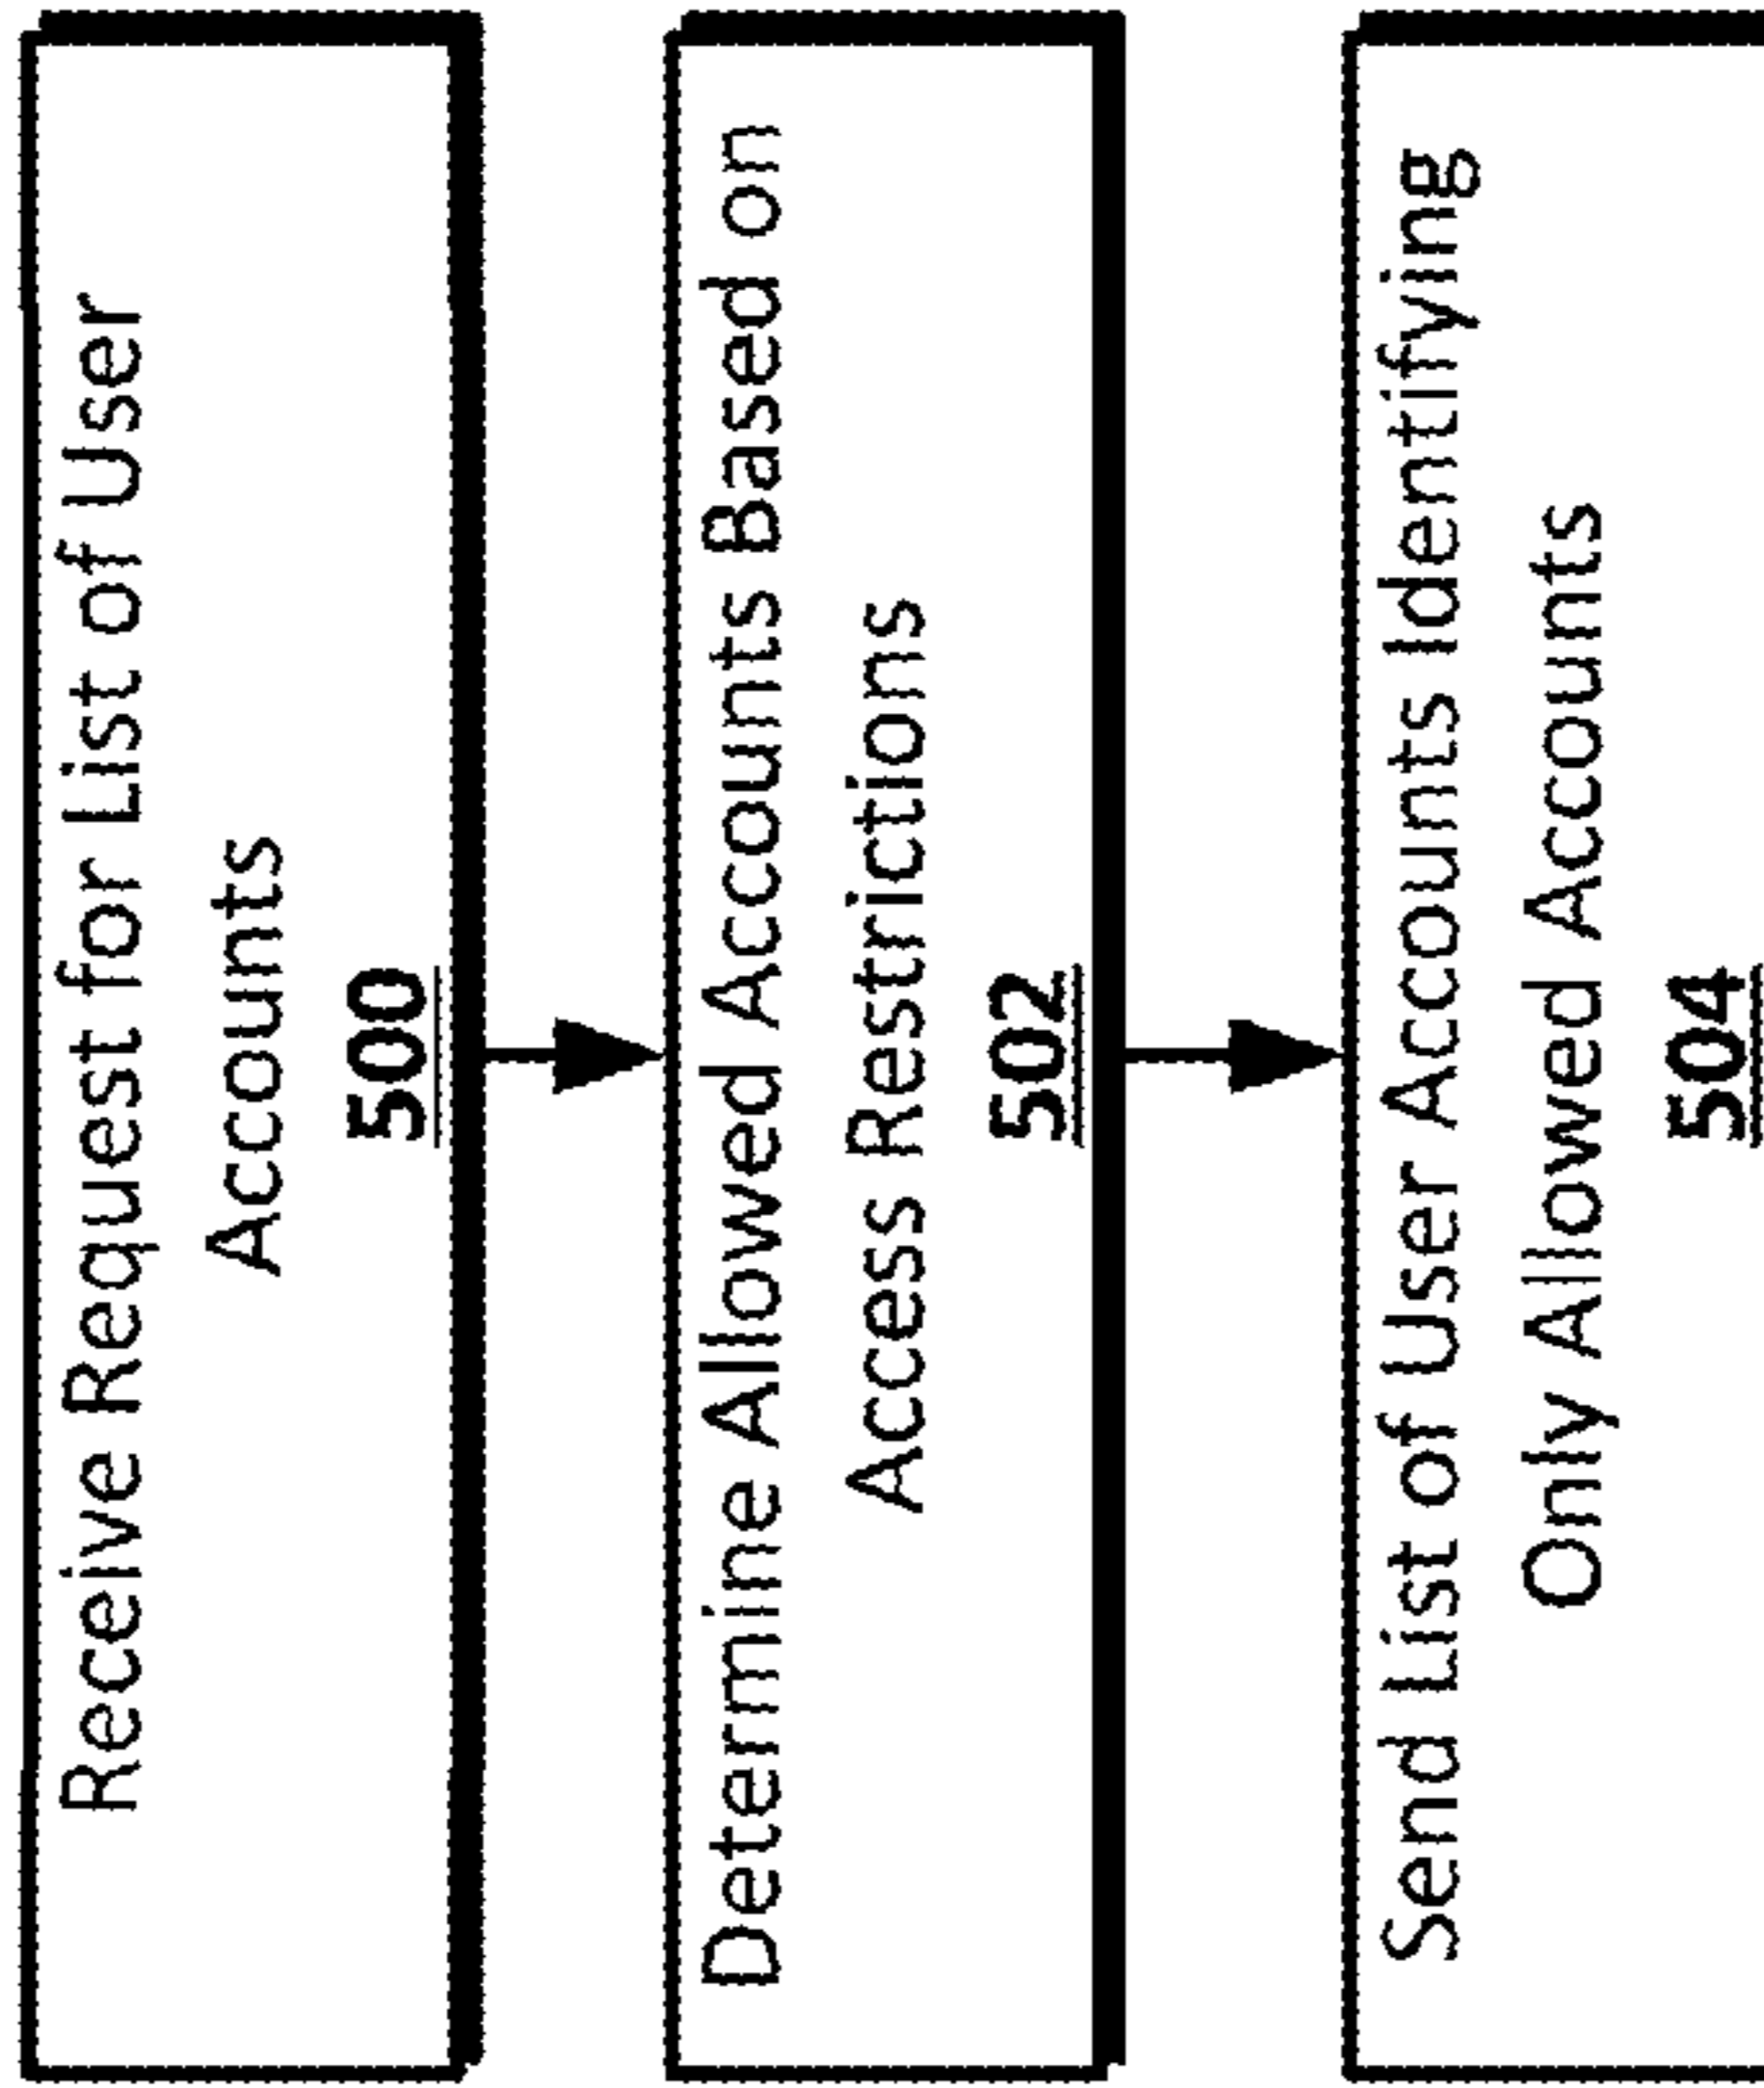 Receive Request for List of User
Accounts
500
Determine Allowed Accounts Based on
Access Restrictions
502
Send List of User Accounts Identifying
Only Allowed Accounts
504